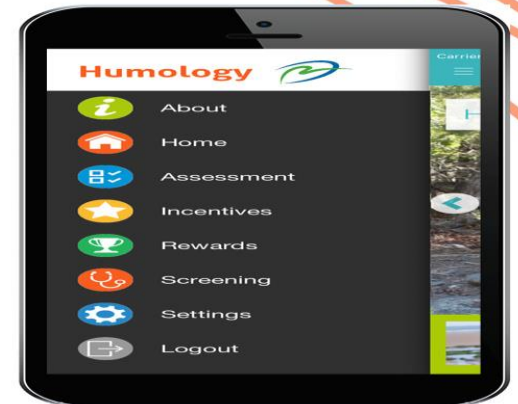 Humology
Carrier
About
Home
Assessment
Incentives
Rewards
Screening
Settings
Logout